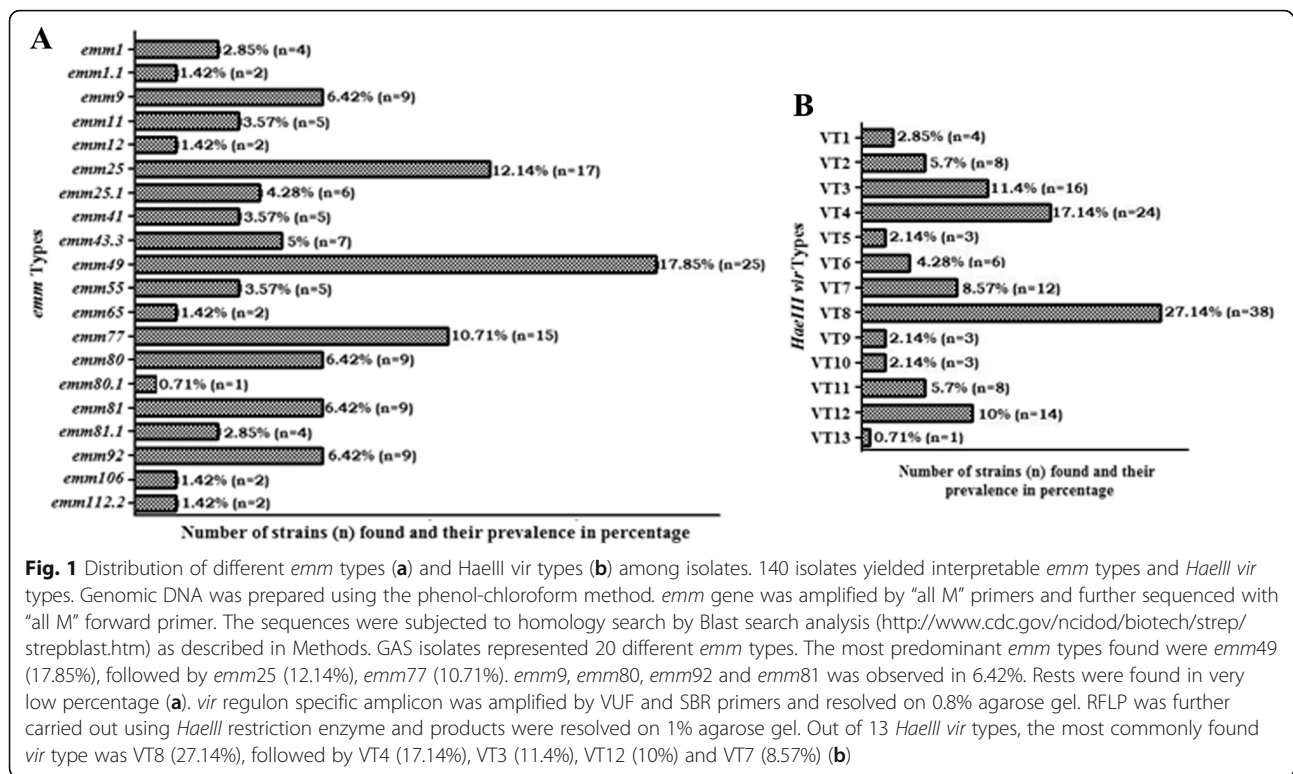 A
emm Types
emm1 2.85% (n=4)
emm1.1 1.42% (n=2)
emm9 6.42% (n=9)
emm11 3.57% (n=5)
emm12 1.42% (n=2)
emm25 12.14% (n=17)
emm25.1 4.28% (n=6)
emm41 3.57% (n=5)
emm43.3 5% (n=7)
emm49 17.85% (n=25)
emm55 3.57% (n=5)
emm65 1.42% (n=2)
emm77 10.71% (n=15)
emm80 6.42% (n=9)
emm80.1 0.71% (n=1)
emm81 6.42% (n=9)
emm81.1 2.85% (n=4)
emm92 6.42% (n=9)
emm106 1.42% (n=2)
emm112.2 1.42% (n=2)
Number of strains (n) found and their prevalence in percentage
B
HaeIII vir Types
VT1 2.85% (n=4)
VT2 5.7% (n=8)
VT3 11.4% (n=16)
VT4 17.14% (n=24)
VT5 2.14% (n=3)
VT6 4.28% (n=6)
VT7 8.57% (n=12)
VT8 27.14% (n=38)
VT9 2.14% (n=3)
VT10 2.14% (n=3)
VT11 5.7% (n=8)
VT12 10% (n=14)
VT13 0.71% (n=1)
Number of strains (n) found and their
prevalence in percentage
Fig. 1 Distribution of different emm types (a) and HaeIII vir types (b) among isolates. 140 isolates yielded interpretable emm types and HaeIII vir
types. Genomic DNA was prepared using the phenol-chloroform method. emm gene was amplified by “all M” primers and further sequenced with
“all M” forward primer. The sequences were subjected to homology search by Blast search analysis (http://www.cdc.gov/ncidod/biotech/strep/
strepblast.htm) as described in Methods. GAS isolates represented 20 different emm types. The most predominant emm types found were emm49
(17.85%), followed by emm25 (12.14%), emm77 (10.71%). emm9, emm80, emm92 and emm81 was observed in 6.42%. Rests were found in very
low percentage (a). vir regulon specific amplicon was amplified by VUF and SBR primers and resolved on 0.8% agarose gel. RFLP was further
carried out using HaeIII restriction enzyme and products were resolved on 1% agarose gel. Out of 13 HaeIII vir types, the most commonly found
vir type was VT8 (27.14%), followed by VT4 (17.14%), VT3 (11.4%), VT12 (10%) and VT7 (8.57%) (b)